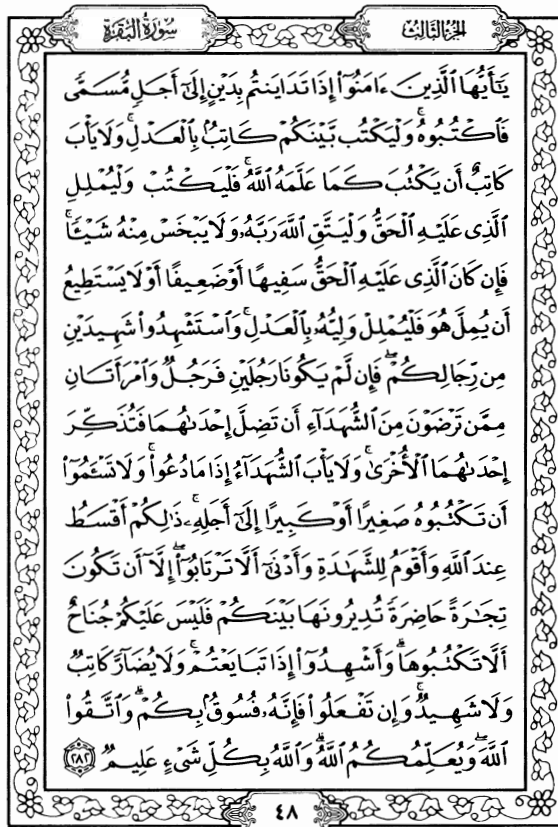 سُورَةُ البَقَرَةِ
الجزء الثالث
يَٰٓأَيُّهَا ٱلَّذِينَ ءَامَنُوٓا۟ إِذَا تَدَايَنتُم بِدَيْنٍ إِلَىٰٓ أَجَلٍ مُّسَمًّى
فَٱكْتُبُوهُ ۚ وَلْيَكْتُب بَّيْنَكُمْ كَاتِبٌۢ بِٱلْعَدْلِ ۚ وَلَا يَأْبَ
كَاتِبٌ أَن يَكْتُبَ كَمَا عَلَّمَهُ ٱللَّهُ ۚ فَلْيَكْتُبْ وَلْيُمْلِلِ
ٱلَّذِى عَلَيْهِ ٱلْحَقُّ وَلْيَتَّقِ ٱللَّهَ رَبَّهُۥ وَلَا يَبْخَسْ مِنْهُ شَيْـًٔا ۚ
فَإِن كَانَ ٱلَّذِى عَلَيْهِ ٱلْحَقُّ سَفِيهًا أَوْ ضَعِيفًا أَوْ لَا يَسْتَطِيعُ
أَن يُمِلَّ هُوَ فَلْيُمْلِلْ وَلِيُّهُۥ بِٱلْعَدْلِ ۚ وَٱسْتَشْهِدُوا۟ شَهِيدَيْنِ
مِن رِّجَالِكُمْ ۖ فَإِن لَّمْ يَكُونَا رَجُلَيْنِ فَرَجُلٌ وَٱمْرَأَتَانِ
مِمَّن تَرْضَوْنَ مِنَ ٱلشُّهَدَآءِ أَن تَضِلَّ إِحْدَىٰهُمَا فَتُذَكِّرَ
إِحْدَىٰهُمَا ٱلْأُخْرَىٰ ۚ وَلَا يَأْبَ ٱلشُّهَدَآءُ إِذَا مَا دُعُوا۟ ۚ وَلَا تَسْـَٔمُوٓا۟
أَن تَكْتُبُوهُ صَغِيرًا أَوْ كَبِيرًا إِلَىٰٓ أَجَلِهِۦ ۚ ذَٰلِكُمْ أَقْسَطُ
عِندَ ٱللَّهِ وَأَقْوَمُ لِلشَّهَٰدَةِ وَأَدْنَىٰٓ أَلَّا تَرْتَابُوٓا۟ ۖ إِلَّآ أَن تَكُونَ
تِجَٰرَةً حَاضِرَةً تُدِيرُونَهَا بَيْنَكُمْ فَلَيْسَ عَلَيْكُمْ جُنَاحٌ
أَلَّا تَكْتُبُوهَا ۗ وَأَشْهِدُوٓا۟ إِذَا تَبَايَعْتُمْ ۚ وَلَا يُضَآرَّ كَاتِبٌ
وَلَا شَهِيدٌ ۚ وَإِن تَفْعَلُوا۟ فَإِنَّهُۥ فُسُوقٌۢ بِكُمْ ۗ وَٱتَّقُوا۟
ٱللَّهَ ۖ وَيُعَلِّمُكُمُ ٱللَّهُ ۗ وَٱللَّهُ بِكُلِّ شَىْءٍ عَلِيمٌ ٢٨٢
٤٨